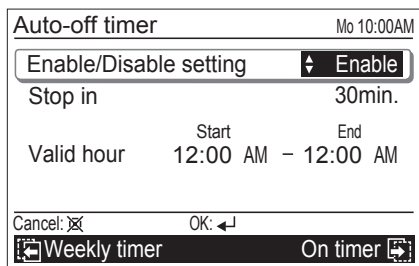 Auto-off timer Mo 10:00AM
Enable/Disable setting Enable
Stop in 30min.
Start End
Valid hour 12:00 AM – 12:00 AM
Cancel: OK:
Weekly timer On timer